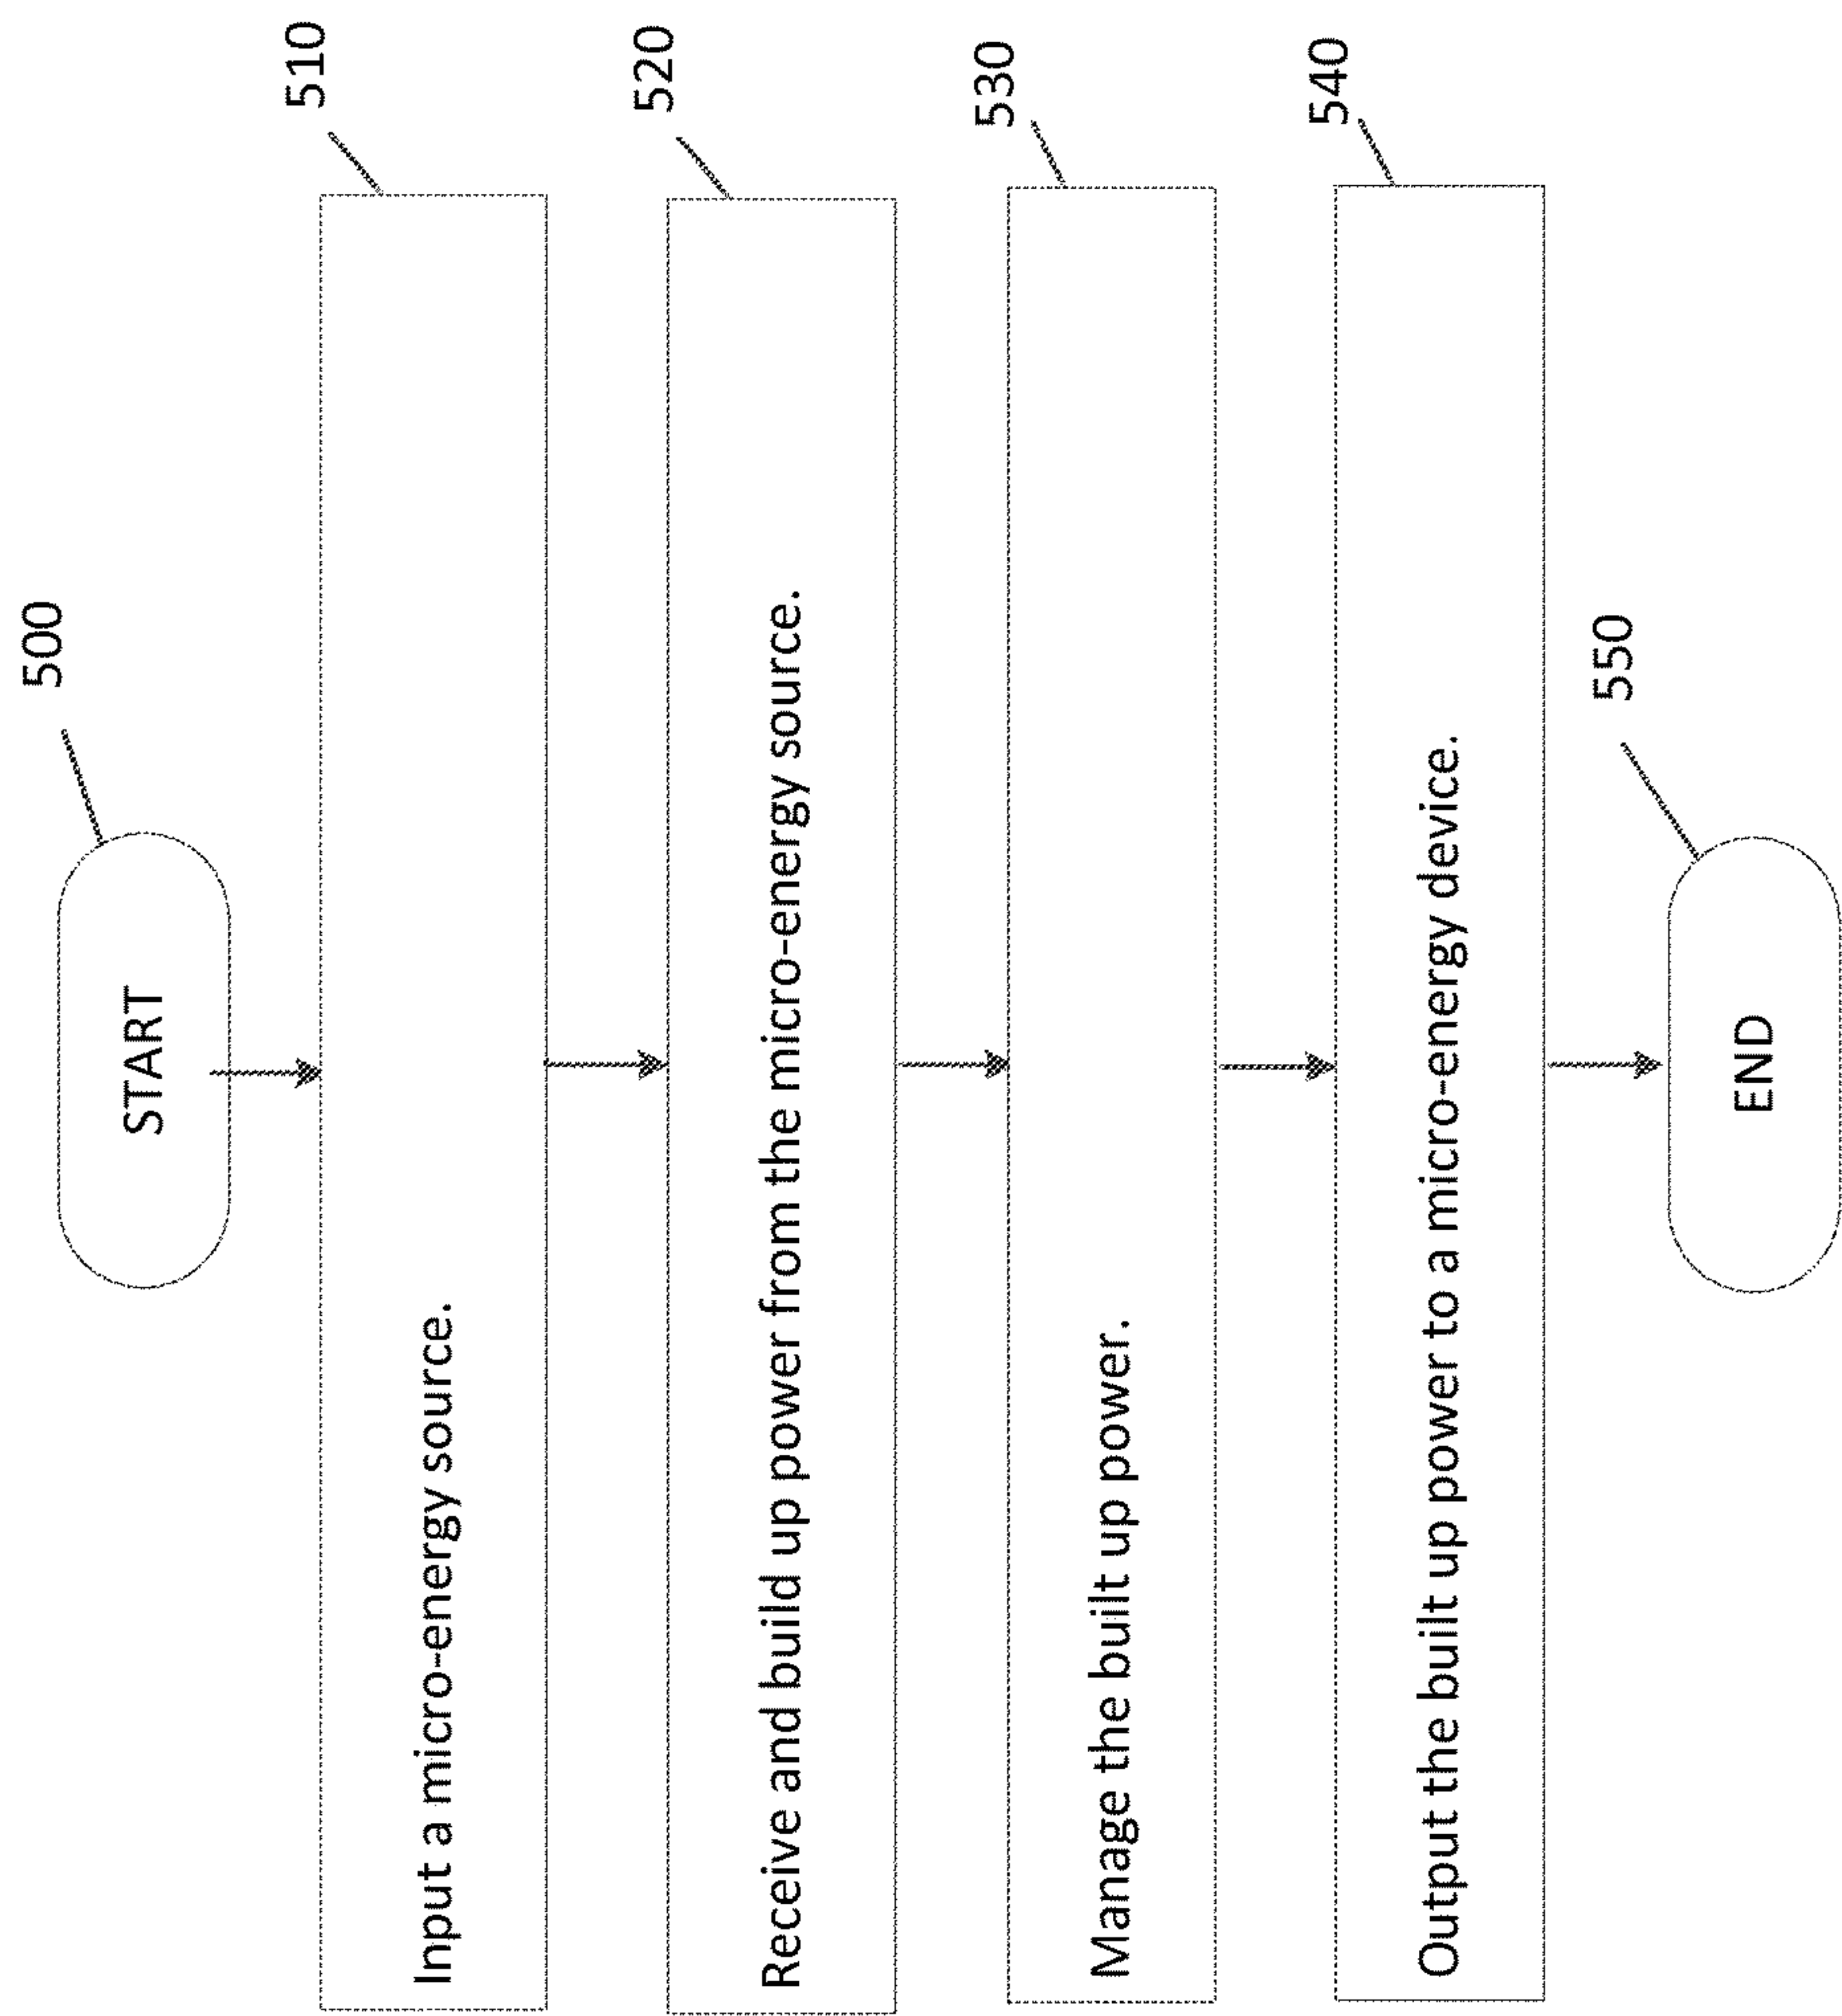 500
START
510
Input a micro-energy source.
520
Receive and build up power from the micro-energy source.
530
Manage the built up power.
540
Output the built up power to a micro-energy device.
550
END